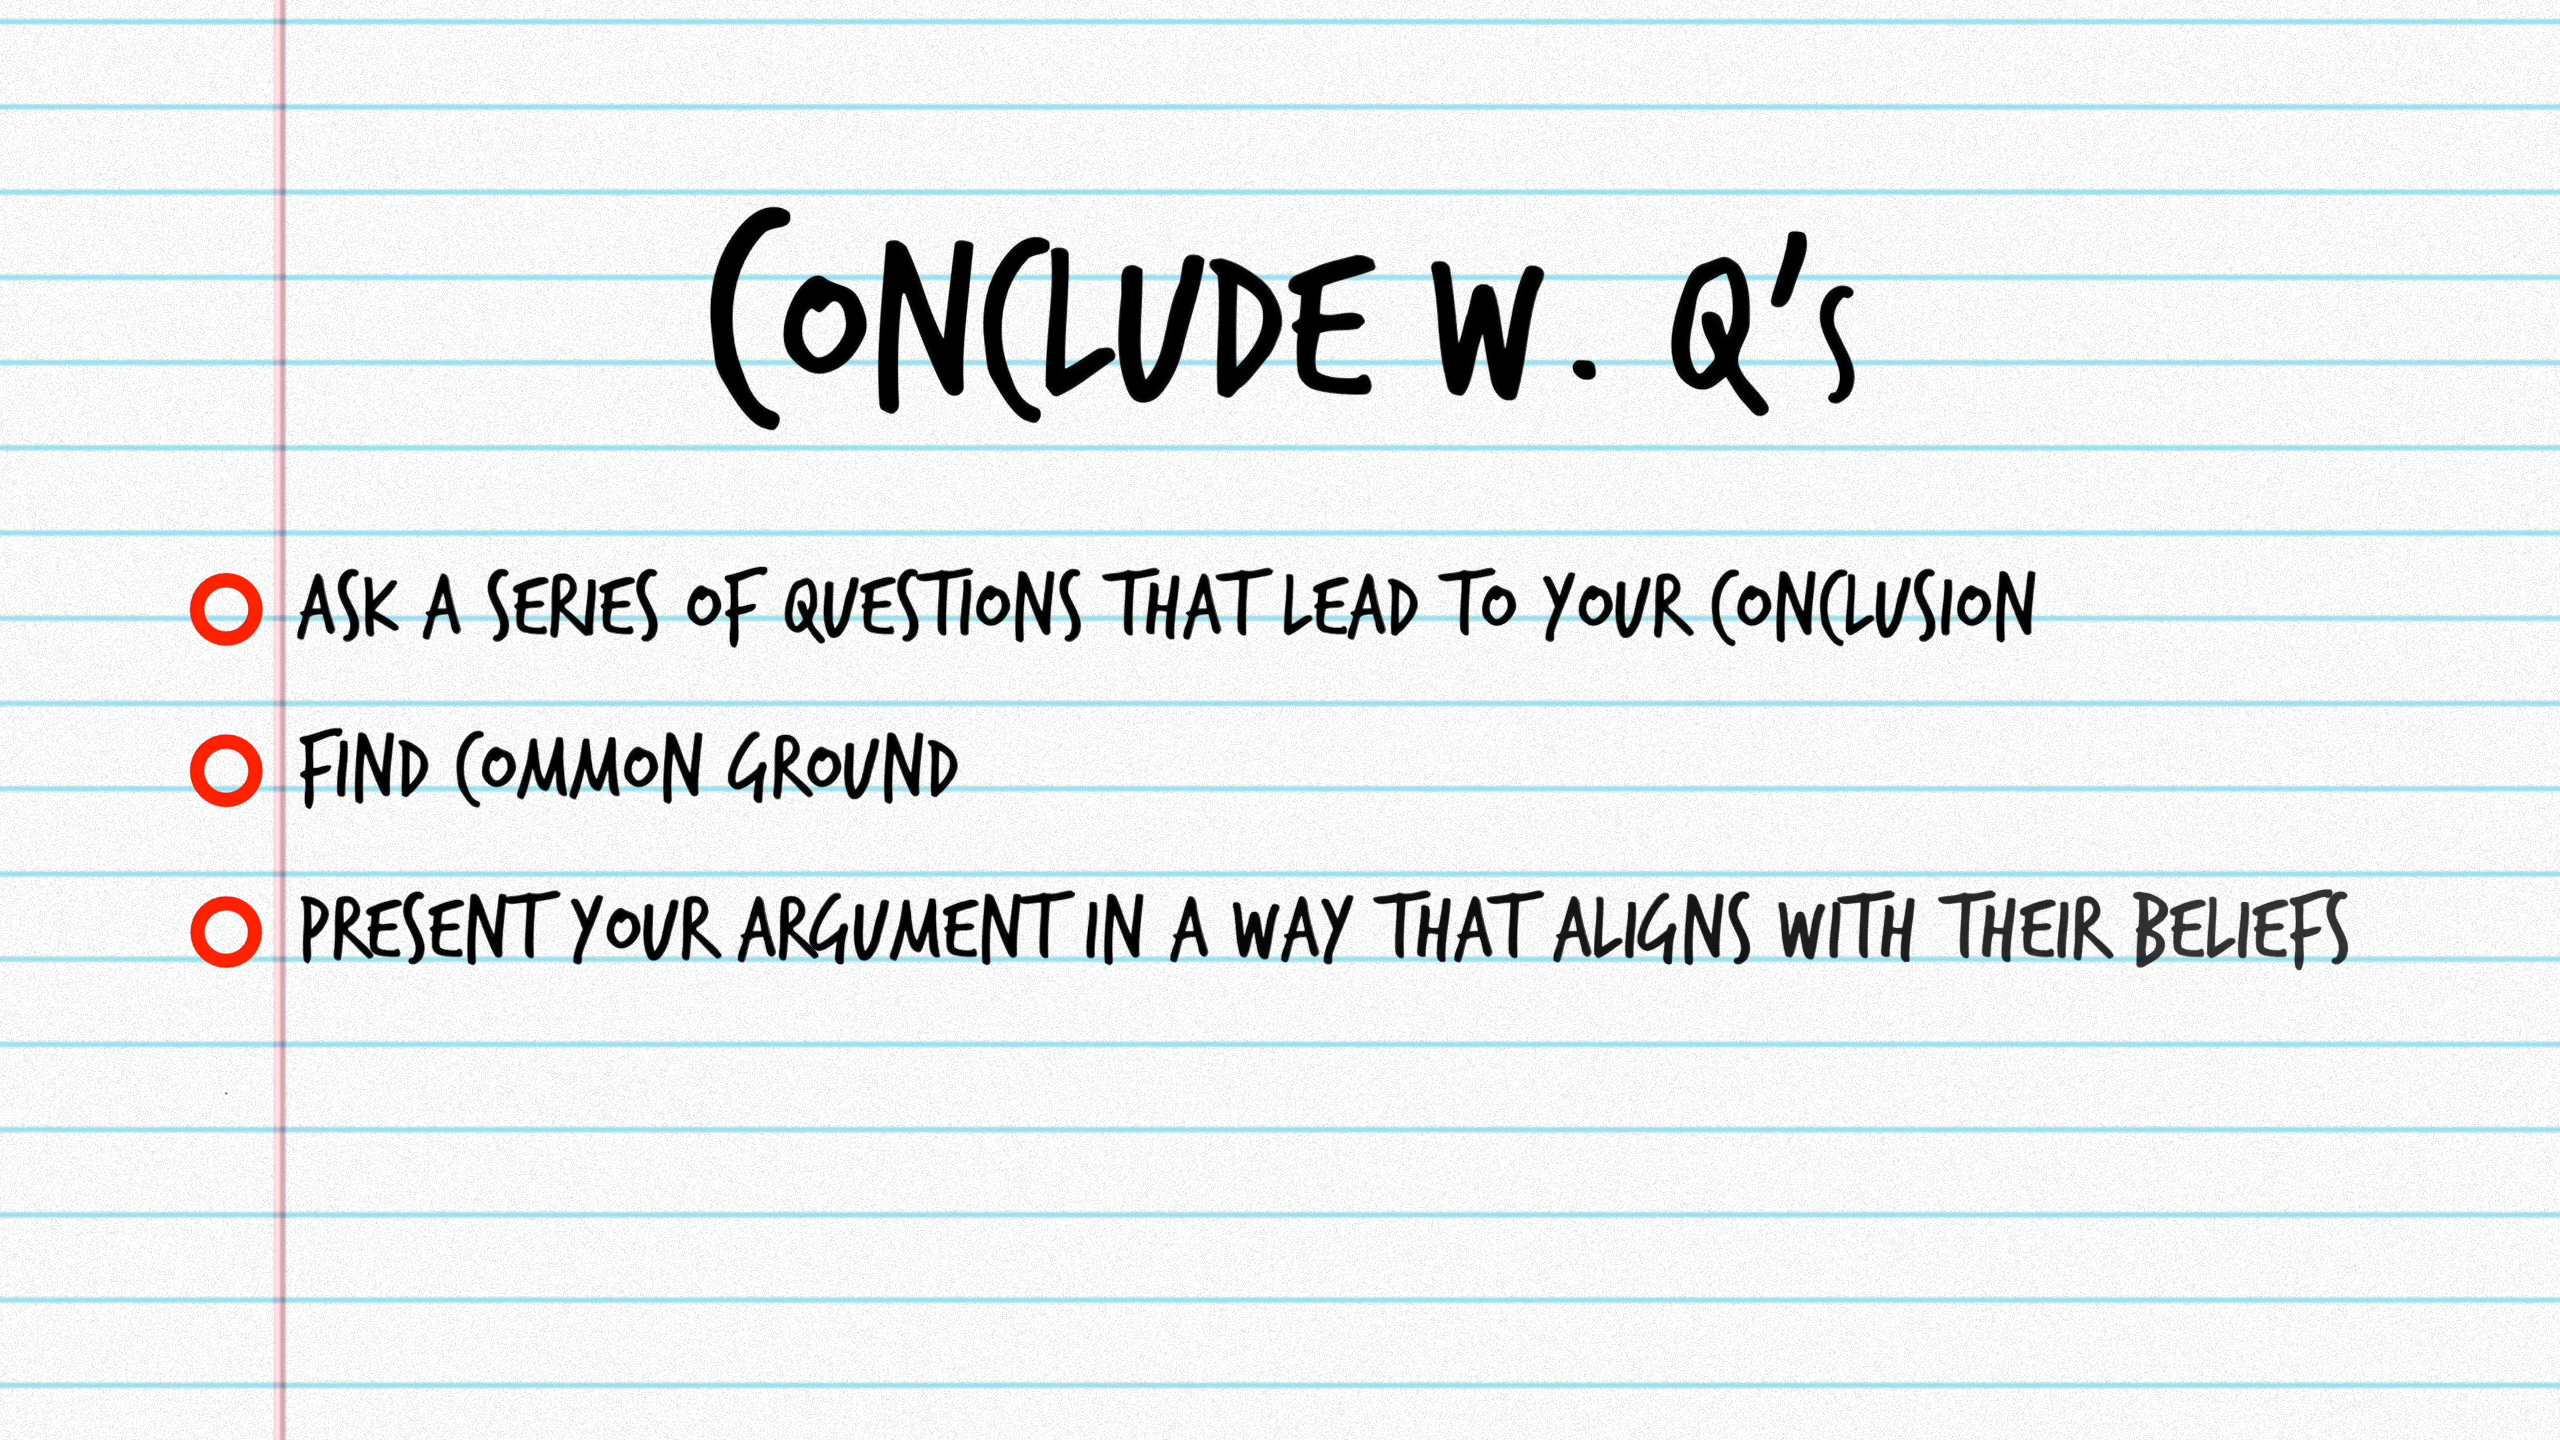 CONCLUDE W. Q's
ASK A SERIES OF QUESTIONS THAT LEAD TO YOUR CONCLUSION
FIND COMMON GROUND
PRESENT YOUR ARGUMENT IN A WAY THAT ALIGNS WITH THEIR BELIEFS